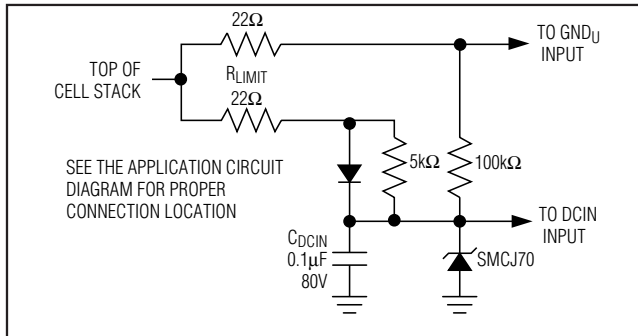 22Ω
TO GNDU
INPUT
TOP OF
CELL STACK
RLIMIT
22Ω
SEE THE APPLICATION CIRCUIT
DIAGRAM FOR PROPER
CONNECTION LOCATION
5kΩ
100kΩ
TO DCIN
INPUT
CDCIN
0.1µF
80V
SMCJ70